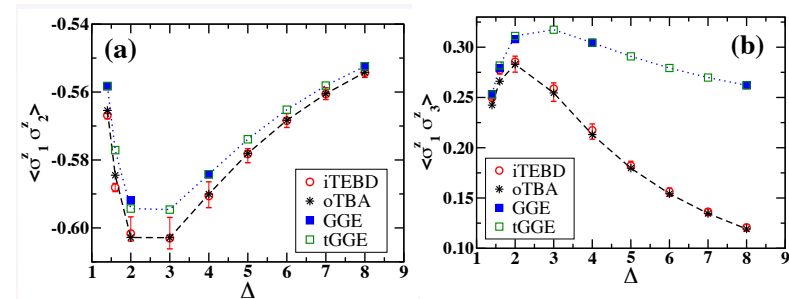 (a)
-0.54
-0.56
-0.58
-0.60
<σ₁ᶻ σ₂ᶻ>
iTEBD
oTBA
GGE
tGGE
1 2 3 4 5 6 7 8 9
Δ
(b)
0.30
0.25
0.20
0.15
0.10
<σ₁ᶻ σ₃ᶻ>
iTEBD
oTBA
GGE
tGGE
1 2 3 4 5 6 7 8 9
Δ